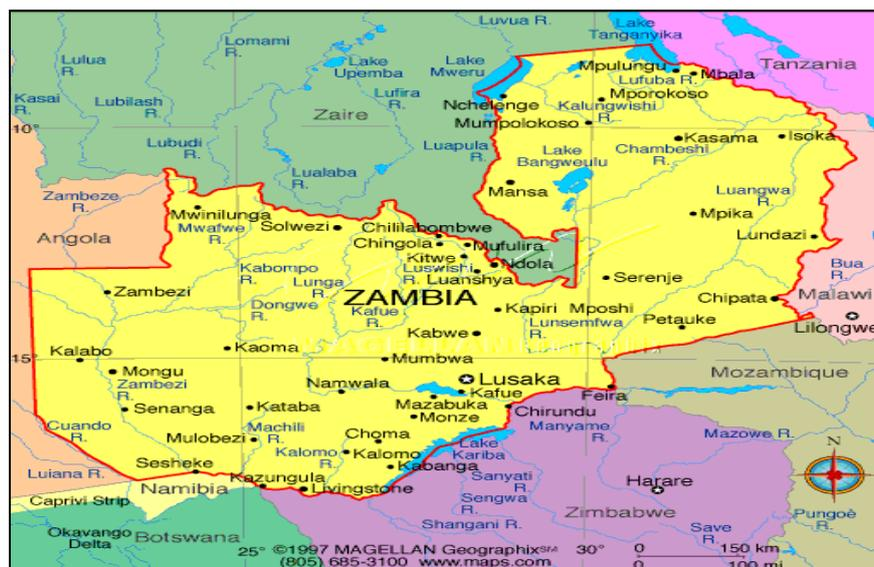 Luvua R.
Lake
Tanganyika
Lomami
R.
Lulua
R.
Lake
Upemba
Lake
Mweru
Mpulungu
Tanzania
Lufuba R.
Mbala
Kasai
R.
Lubilash
R.
Lufira
R.
Nchelenge
Mporokoso
Kalungwishi
R.
Zaire
Mumpolokoso
10°
Lubudi
R.
Luapula
R.
Kasama
Isoka
Lake
Bangweulu
Chambeshi
R.
Lualaba
R.
Zambeze
R.
Mansa
Luangwa
R.
Mwinilunga
Mwafwe
R.
Solwezi
Chililabombwe
Mpika
Angola
Chingola
Mufulira
Lundazi
Kitwe
Ndola
Kabompo
R.
Luswishi
R.
Luanshya
Bua
R.
Lunga
R.
Serenje
Zambezi
ZAMBIA
Chipata
Malawi
Dongwe
R.
Kafue
R.
Kapiri Mposhi
Lunsemfwa
R.
Petauke
Lilongwe
Kabwe
Kalabo
Kaoma
15°
Mumbwa
Mongu
Lusaka
Mozambique
Zambezi
R.
Namwala
Kafue
Feira
Senanga
Kataba
Mazabuka
Chirundu
Monze
Manyame
R.
Cuando
R.
Machili
R.
Mulobezi
Choma
Mazowe R.
N
Kalomo
R.
Kalomo
Lake
Kariba
Sesheke
Kabanga
Luiana R.
Kazungula
Sanyati
R.
Harare
Namibia
Livingstone
Caprivi Strip
Sengwa
R.
Zimbabwe
Pungoè
R.
Okavango
Delta
Botswana
Shangani R.
Save
R.
25°
©1997 MAGELLAN Geographix℠
30°
0 150 km
(805) 685-3100 www.maps.com
0 150 mi